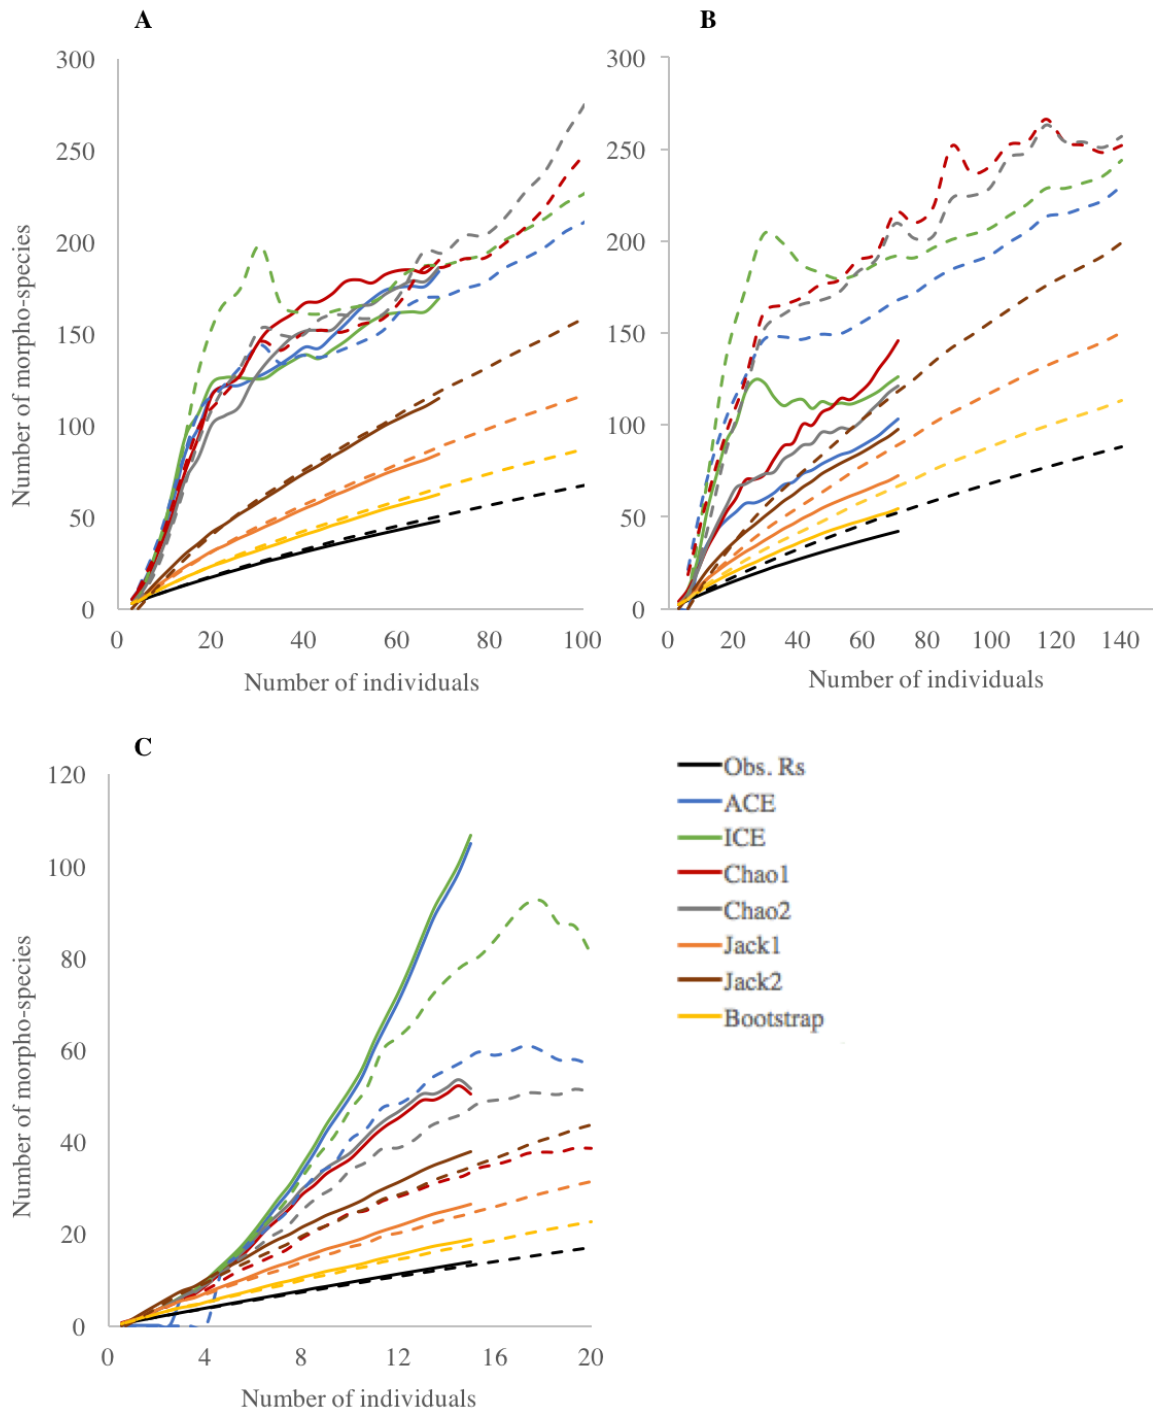 A
B
300
250
200
150
100
50
0
Number of morpho-species
0 20 40 60 80 100
Number of individuals
300
250
200
150
100
50
0
0 20 40 60 80 100 120 140
Number of individuals
C
120
100
80
60
40
20
0
Number of morpho-species
0 4 8 12 16 20
Number of individuals
Obs. Rs
ACE
ICE
Chao1
Chao2
Jack1
Jack2
Bootstrap